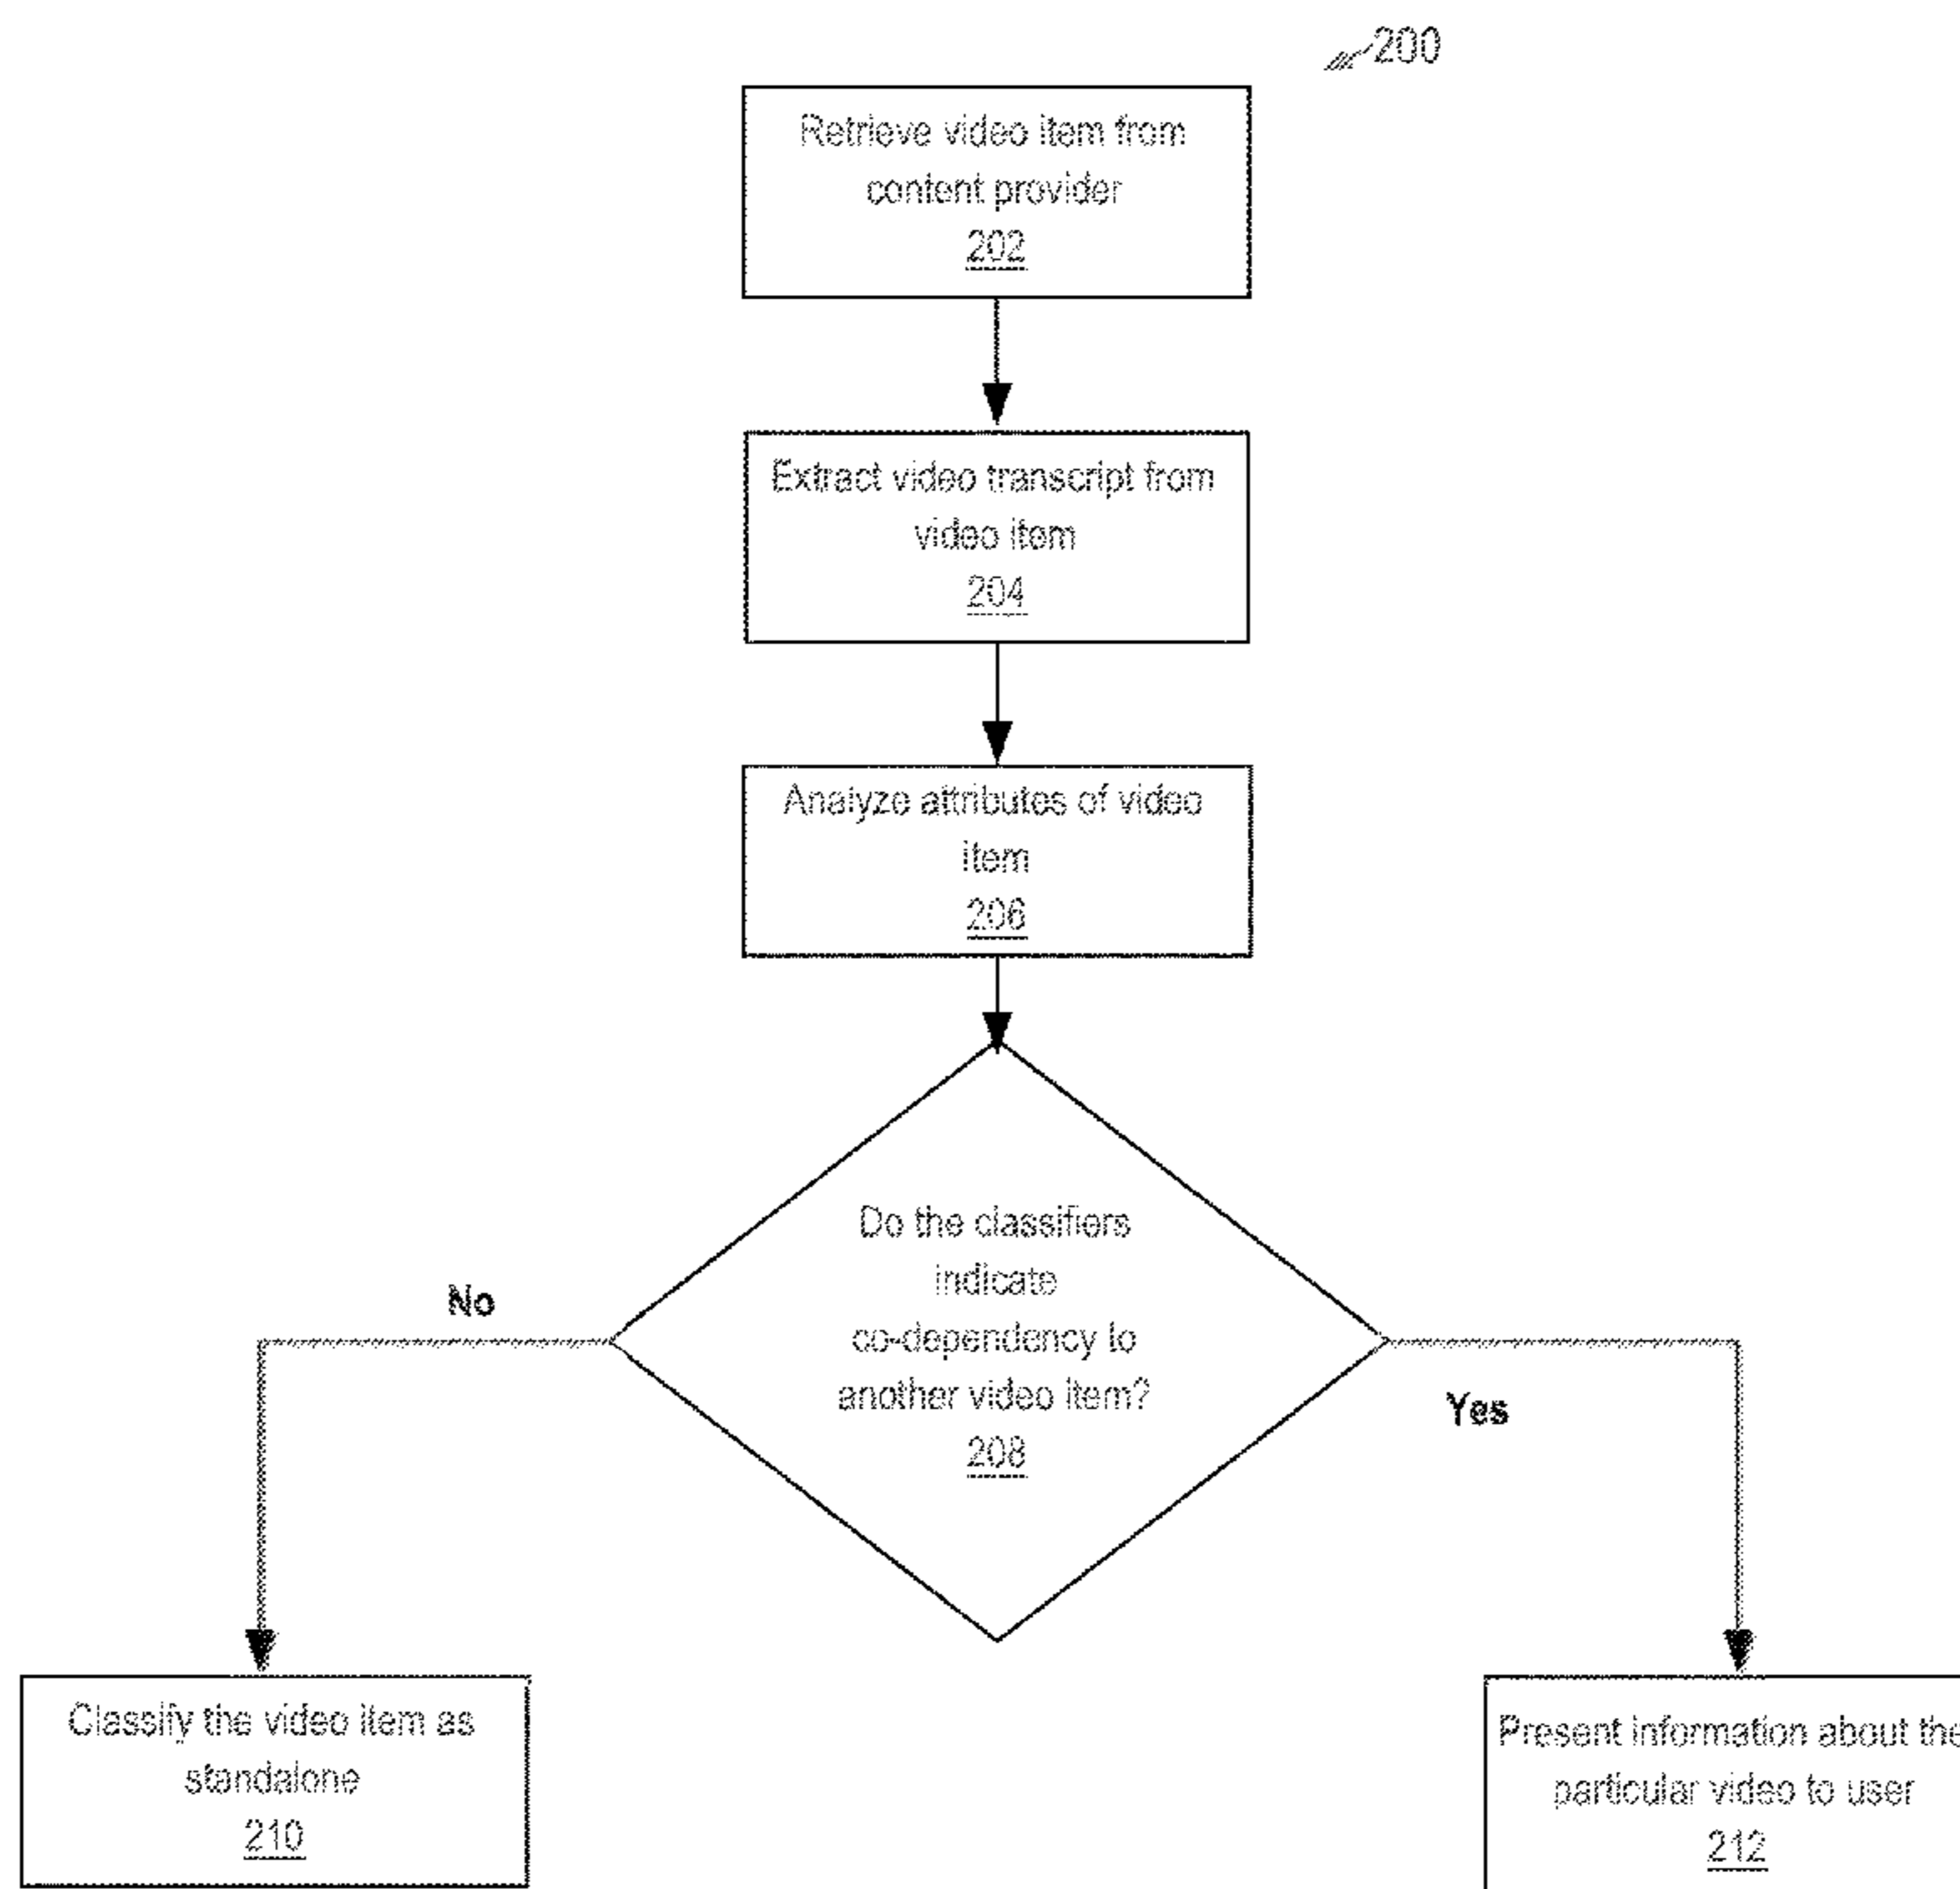 200
Retrieve video item from
content provider
202
Extract video transcript from
video item
204
Analyze attributes of video
item
206
Do the classifiers
indicate
co-dependency to
another video item?
208
No
Yes
Classify the video item as
standalone
210
Present information about the
particular video to user
212